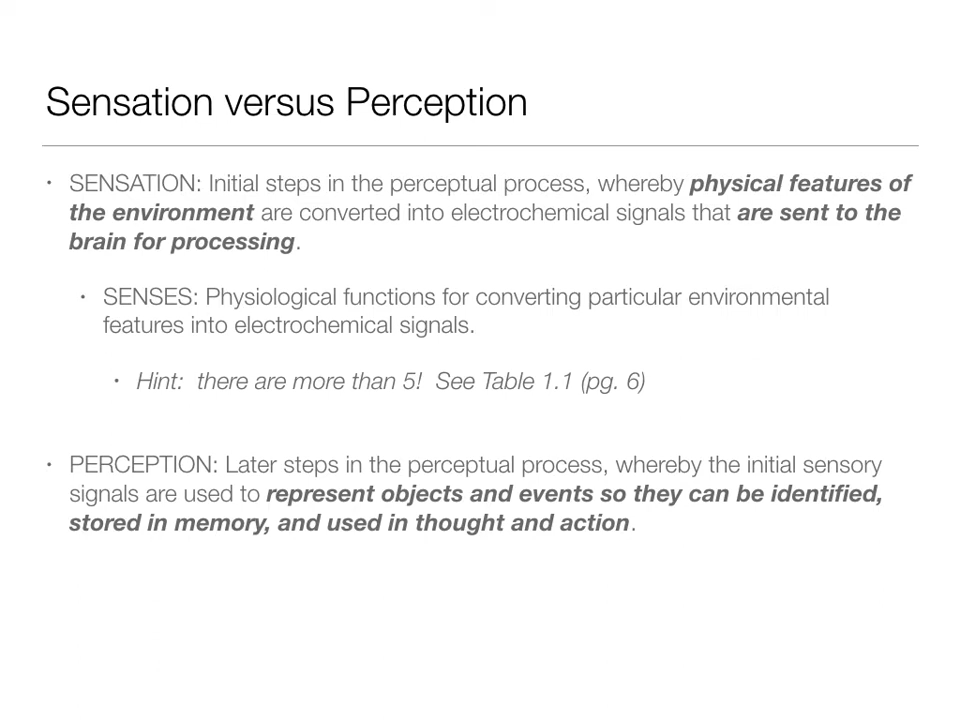 Sensation versus Perception
• SENSATION: Initial steps in the perceptual process, whereby physical features of
the environment are converted into electrochemical signals that are sent to the
brain for processing.
• SENSES: Physiological functions for converting particular environmental
features into electrochemical signals.
• Hint:  there are more than 5!  See Table 1.1 (pg. 6)
• PERCEPTION: Later steps in the perceptual process, whereby the initial sensory
signals are used to represent objects and events so they can be identified,
stored in memory, and used in thought and action.